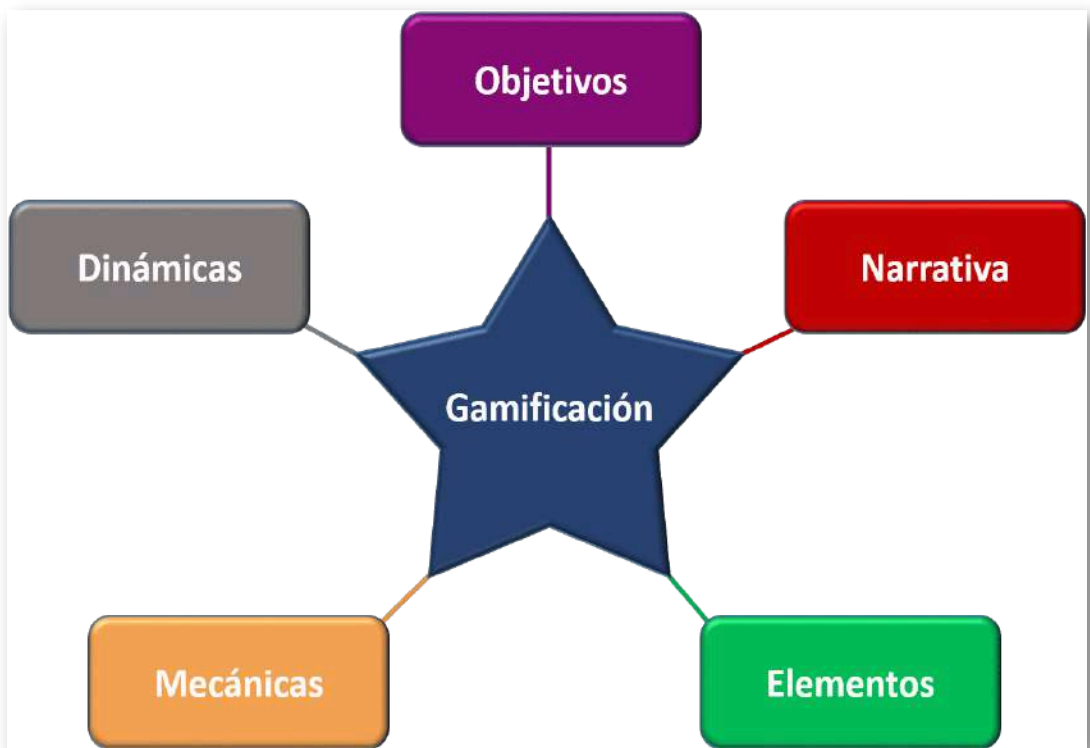 Objetivos
Dinámicas
Narrativa
Gamificación
Mecánicas
Elementos